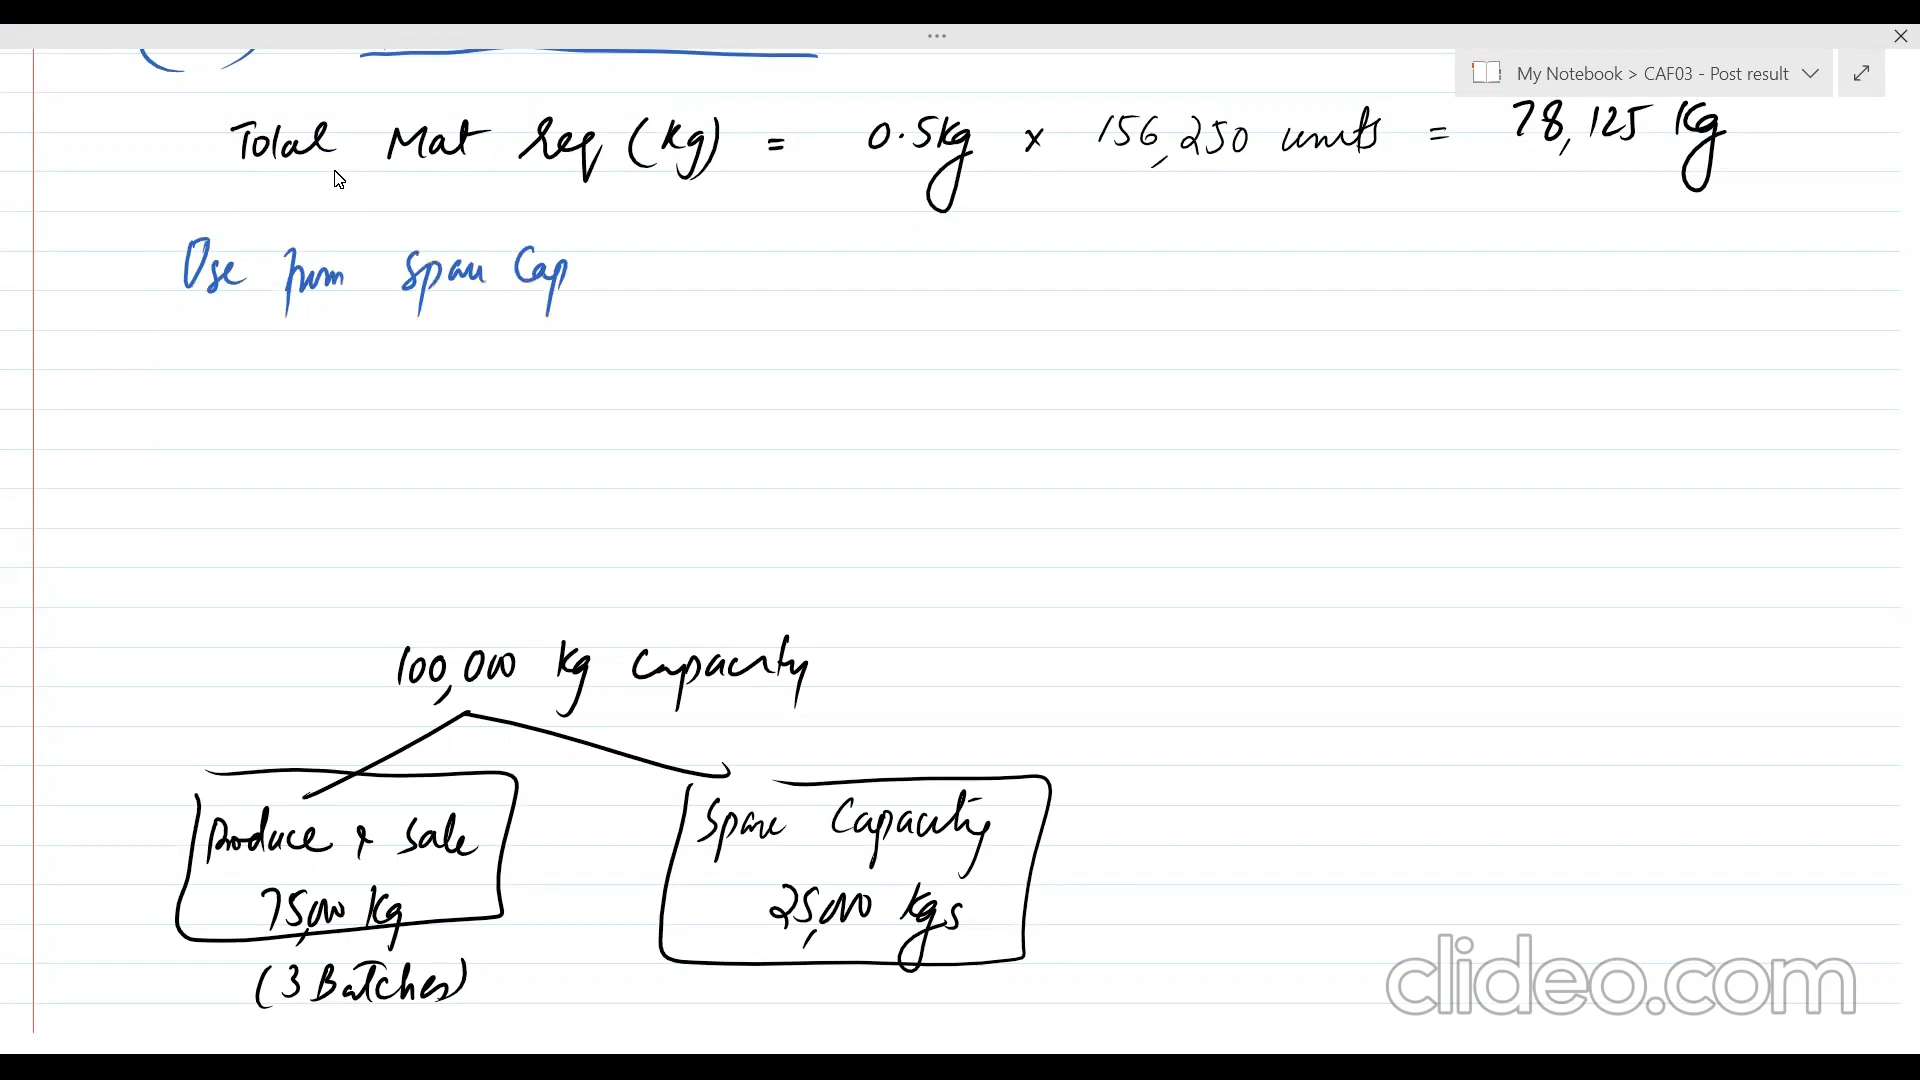 My Notebook > CAF03 - Post result
Total Mat Req (Kg) = 0.5kg x 156,250 units = 78,125 Kg
Use from Spare Cap
100,000 kg Capacity
Produce & Sale
75,000 Kg
(3 Batches)
Spare Capacity
25,000 Kgs
clideo.com